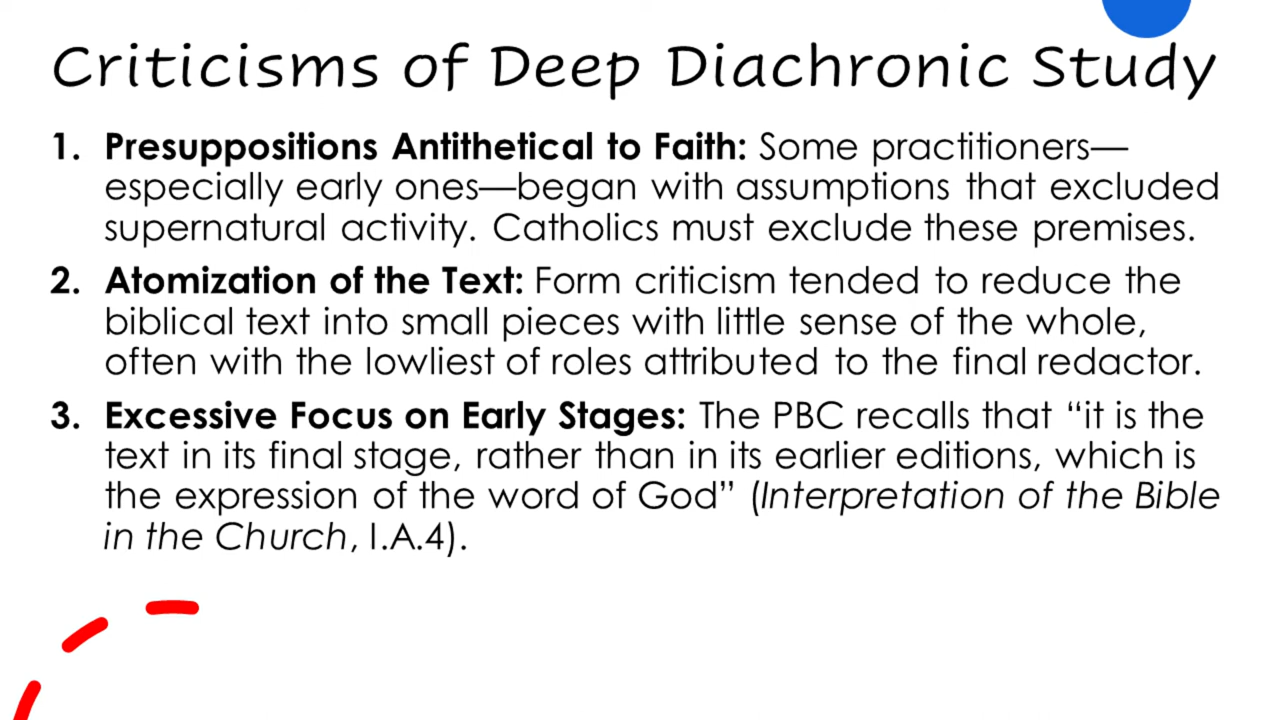 Criticisms of Deep Diachronic Study
1. Presuppositions Antithetical to Faith: Some practitioners—
especially early ones—began with assumptions that excluded
supernatural activity. Catholics must exclude these premises.
2. Atomization of the Text: Form criticism tended to reduce the
biblical text into small pieces with little sense of the whole,
often with the lowliest of roles attributed to the final redactor.
3. Excessive Focus on Early Stages: The PBC recalls that “it is the
text in its final stage, rather than in its earlier editions, which is
the expression of the word of God” (Interpretation of the Bible
in the Church, I.A.4).